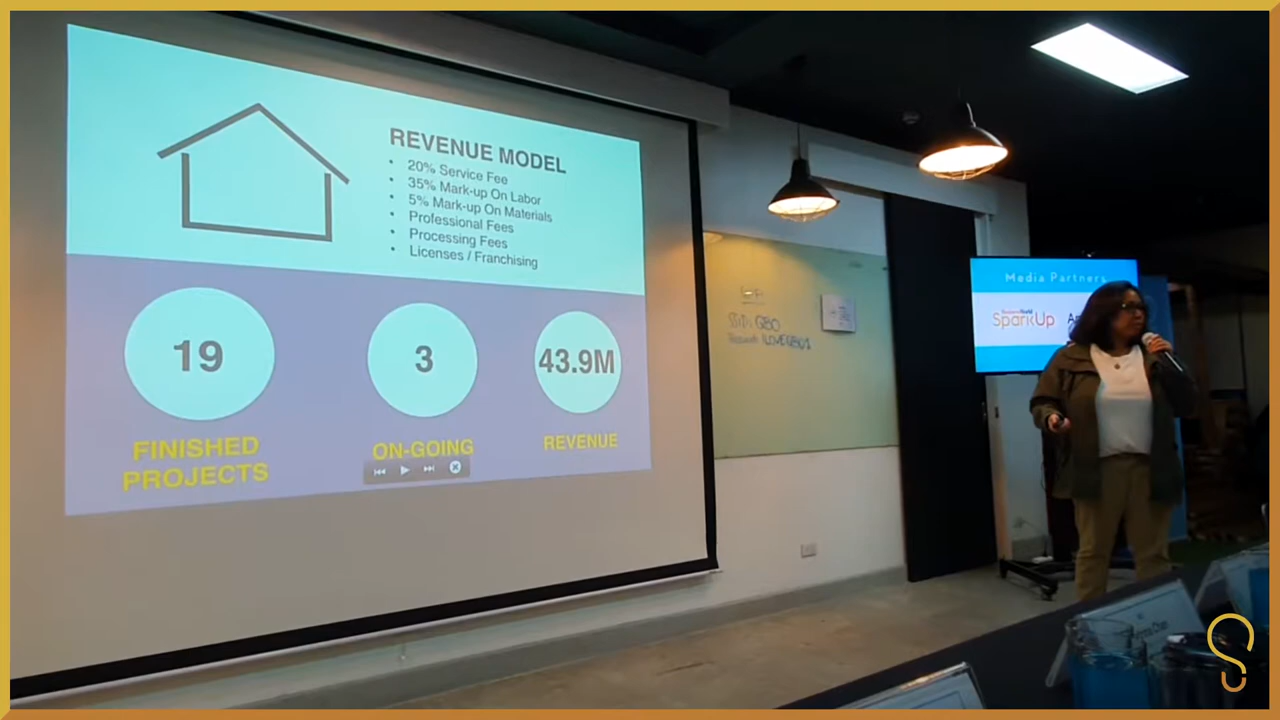 REVENUE MODEL
• 20% Service Fee
• 35% Mark-up On Labor
• 5% Mark-up On Materials
• Professional Fees
• Processing Fees
• Licenses / Franchising
19
3
43.9M
FINISHED
PROJECTS
ON-GOING
REVENUE
Media Partners
SparkUp